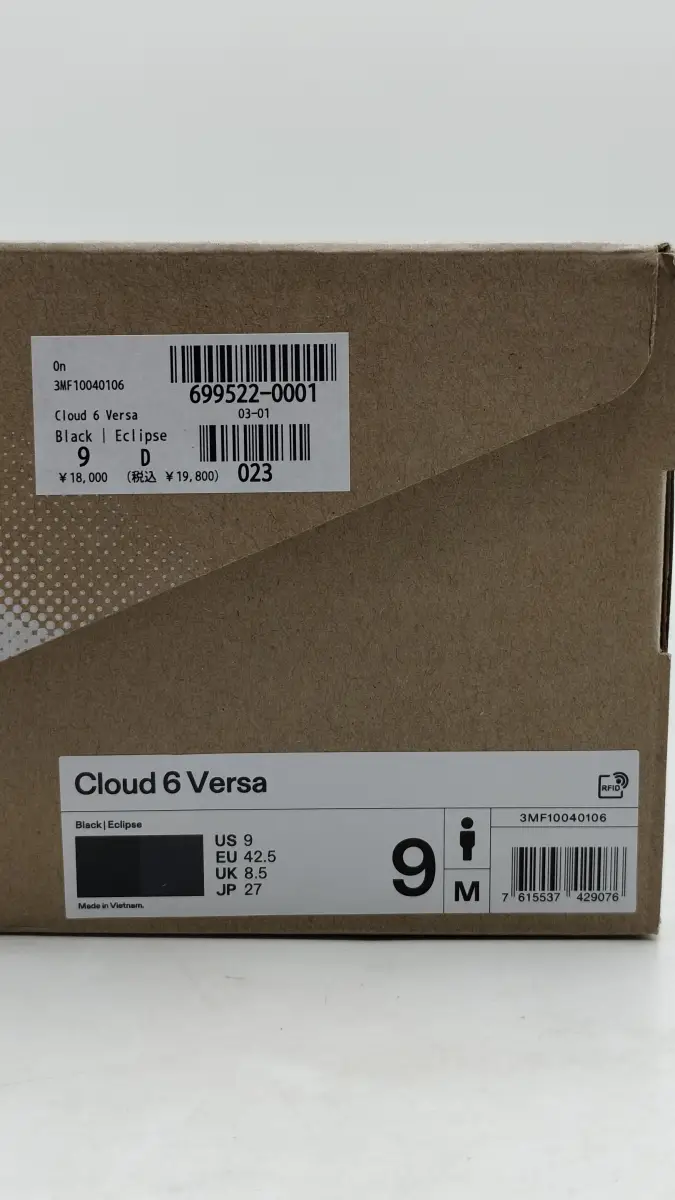 On
3MF10040106
699522-0001
03-01
Cloud 6 Versa
Black | Eclipse
9 D
023
￥18,000 (税込 ￥19,800)
Cloud 6 Versa
RFID
Black | Eclipse
US 9
EU 42.5
UK 8.5
JP 27
Made in Vietnam.
9
M
3MF10040106
7 615537 429076